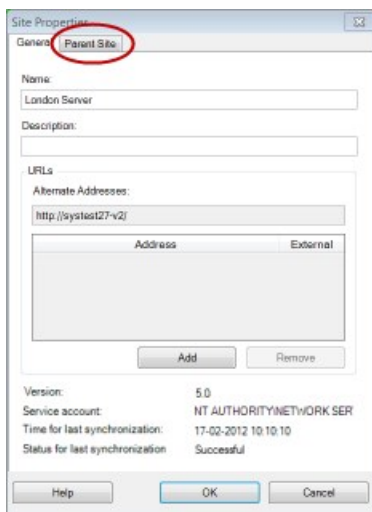 Site Properties
General Parent Site
Name:
London Server
Description:
URLs
Alternate Addresses:
http://systest27-v2/
Address External
Add Remove
Version: 5.0
Service account: NT AUTHORITY\NETWORK SER
Time for last synchronization: 17-02-2012 10:10:10
Status for last synchronization Successful
Help OK Cancel